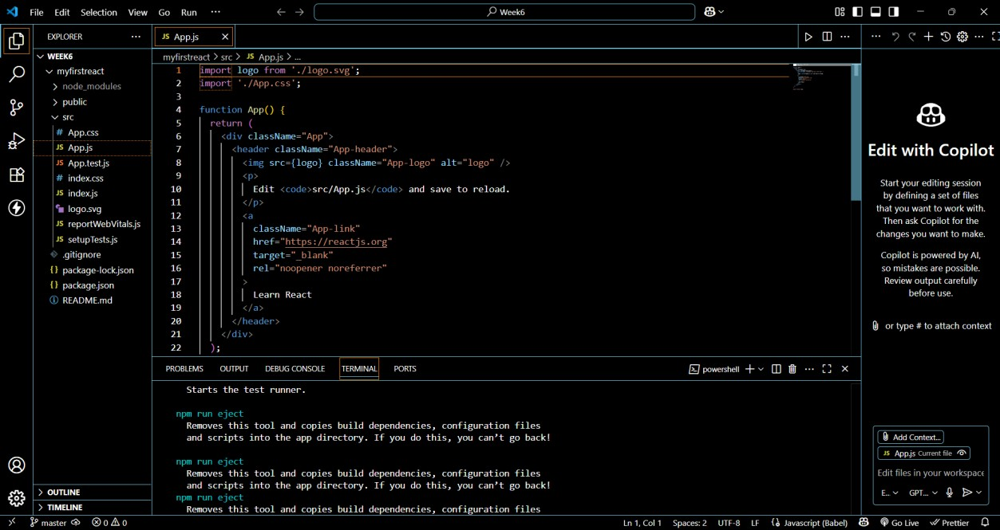 File Edit Selection View Go Run ··· Week6
EXPLORER ···
WEEK6
myfirstreact
node_modules
public
src
# App.css
JS App.js
JS App.test.js
# index.css
JS index.js
logo.svg
JS reportWebVitals.js
JS setupTests.js
.gitignore
{} package-lock.json
{} package.json
README.md
OUTLINE
TIMELINE
JS App.js
myfirstreact > src > JS App.js > ...
1 import logo from './logo.svg';
2 import './App.css';
3
4 function App() {
5 return (
6 <div className="App">
7 <header className="App-header">
8 <img src={logo} className="App-logo" alt="logo" />
9 <p>
10 Edit <code>src/App.js</code> and save to reload.
11 </p>
12 <a
13 className="App-link"
14 href="https://reactjs.org"
15 target="_blank"
16 rel="noopener noreferrer"
17 >
18 Learn React
19 </a>
20 </header>
21 </div>
22 );
PROBLEMS OUTPUT DEBUG CONSOLE TERMINAL PORTS powershell
Starts the test runner.
npm run eject
Removes this tool and copies build dependencies, configuration files
and scripts into the app directory. If you do this, you can’t go back!
npm run eject
Removes this tool and copies build dependencies, configuration files
and scripts into the app directory. If you do this, you can’t go back!
npm run eject
Removes this tool and copies build dependencies, configuration files
Edit with Copilot
Start your editing session
by defining a set of files
that you want to work with.
Then ask Copilot for the
changes you want to make.
Copilot is powered by AI,
so mistakes are possible.
Review output carefully
before use.
or type # to attach context
Add Context...
JS App.js Current file
Edit files in your workspace
E... GPT...
master 0 0 Ln 1, Col 1 Spaces: 2 UTF-8 LF {} Javascript (Babel) Go Live Prettier